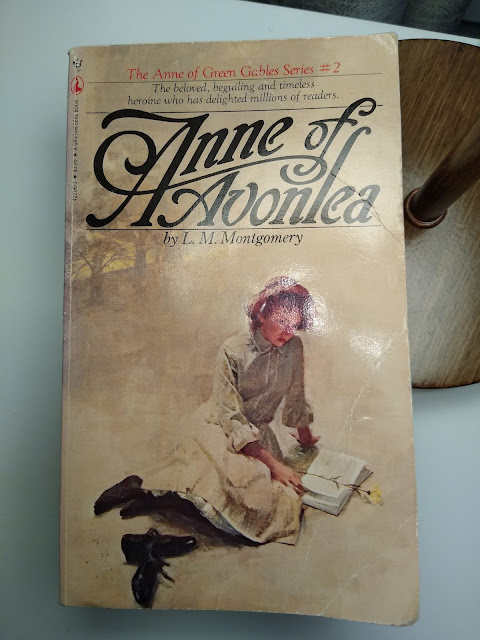 The Anne of Green Gables Series #2
The beloved, beguiling and timeless
heroine who has delighted millions of readers.
Anne of
Avonlea
by L. M. Montgomery